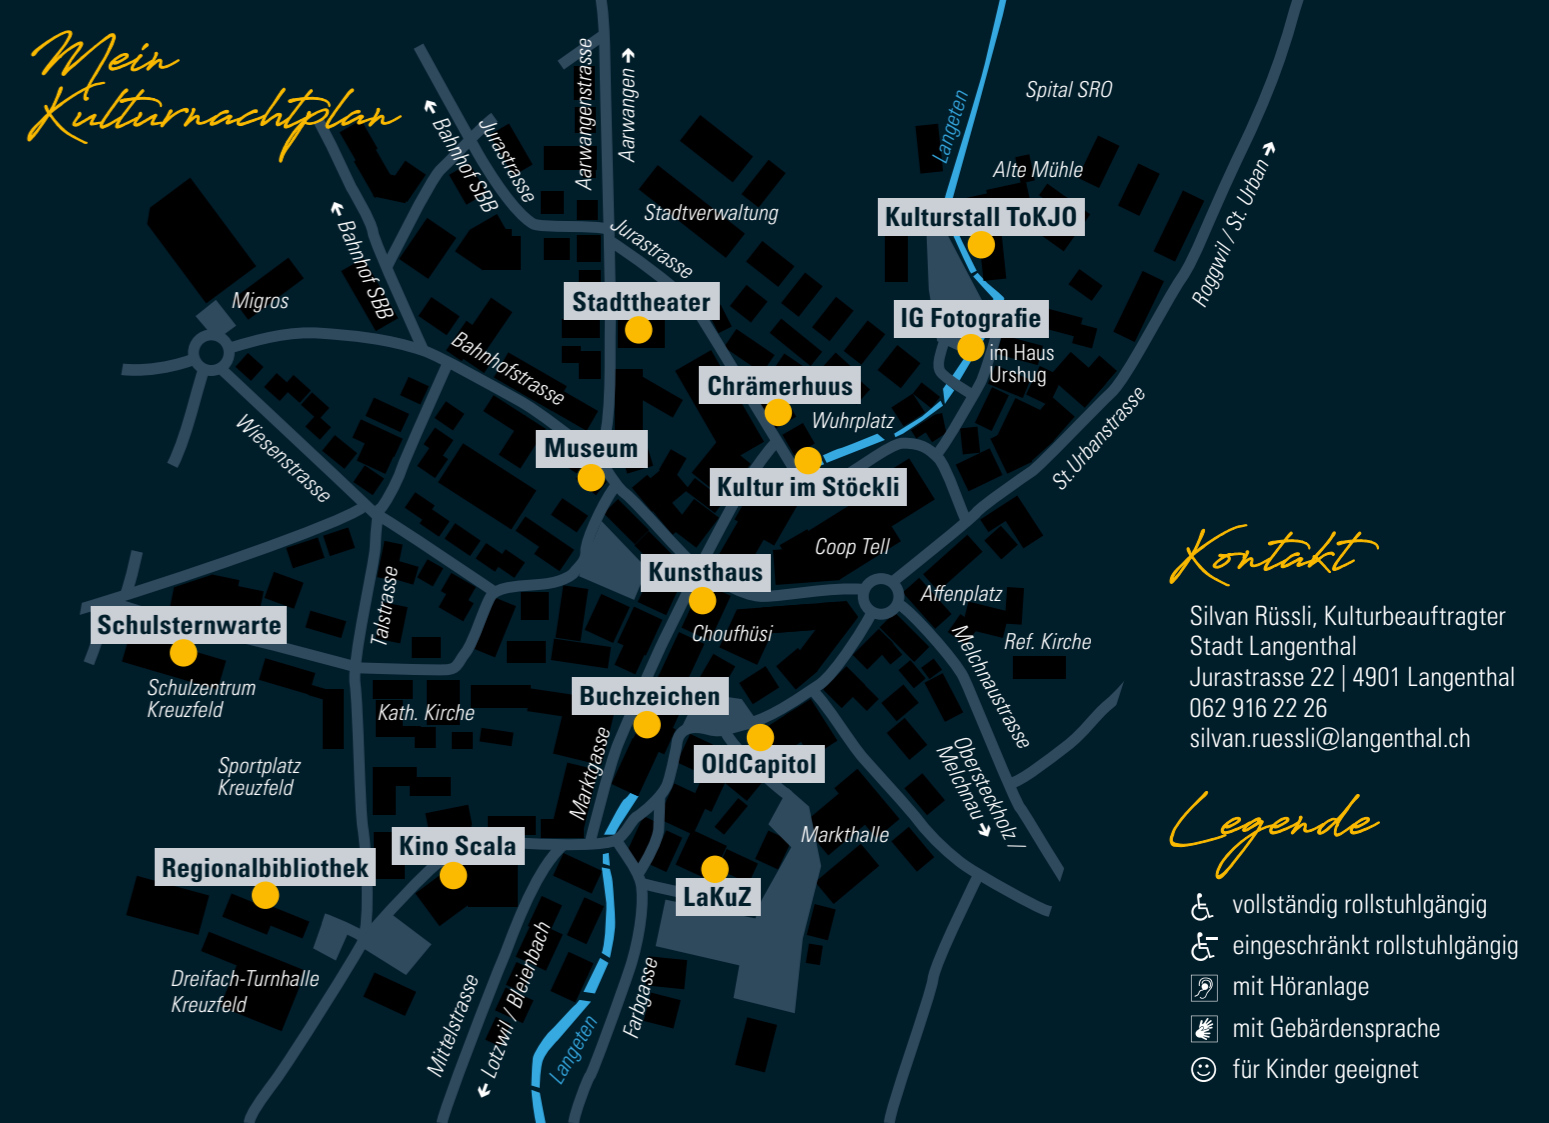 Mein
Kulturnachtplan
Aarwangenstrasse
Aarwangen
Bahnhof SBB
Jurastrasse
Langeten
Spital SRO
Alte Mühle
Roggwil / St. Urban
Stadtverwaltung
Kulturstall ToKJO
Bahnhof SBB
Jurastrasse
Migros
Stadttheater
IG Fotografie
im Haus
Urshug
Bahnhofstrasse
Chrämerhuus
Wuhrplatz
St.Urbanstrasse
Wiesenstrasse
Museum
Kultur im Stöckli
Coop Tell
Kunsthaus
Affenplatz
Talstrasse
Schulsternwarte
Choufhüsi
Ref. Kirche
Melchnaustrasse
Schulzentrum
Kreuzfeld
Kath. Kirche
Buchzeichen
Marktgasse
OldCapitol
Obersteckholz /
Melchnau
Sportplatz
Kreuzfeld
Markthalle
Kino Scala
Regionalbibliothek
LaKuZ
Dreifach-Turnhalle
Kreuzfeld
Mittelstrasse
Lotzwil / Bleienbach
Langeten
Farbgasse
Kontakt
Silvan Rüssli, Kulturbeauftragter
Stadt Langenthal
Jurastrasse 22 | 4901 Langenthal
062 916 22 26
silvan.ruessli@langenthal.ch
Legende
vollständig rollstuhlgängig
eingeschränkt rollstuhlgängig
mit Höranlage
mit Gebärdensprache
für Kinder geeignet